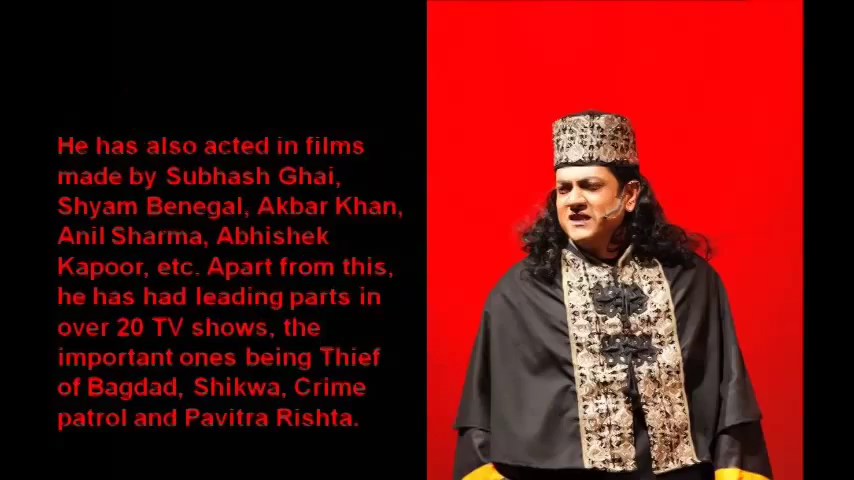 He has also acted in films
made by Subhash Ghai,
Shyam Benegal, Akbar Khan,
Anil Sharma, Abhishek
Kapoor, etc. Apart from this,
he has had leading parts in
over 20 TV shows, the
important ones being Thief
of Bagdad, Shikwa, Crime
patrol and Pavitra Rishta.